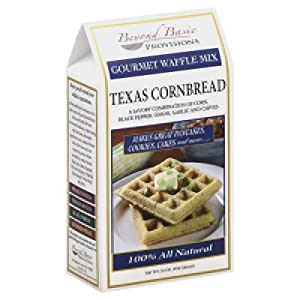 Beyond Basic
PROVISIONS
GOURMET WAFFLE MIX
TEXAS CORNBREAD
A SAVORY COMBINATION OF CORN,
BLACK PEPPER, ONION, GARLIC AND CHIVES
MAKES GREAT PANCAKES,
COOKIES, CAKES and more...
100% All Natural